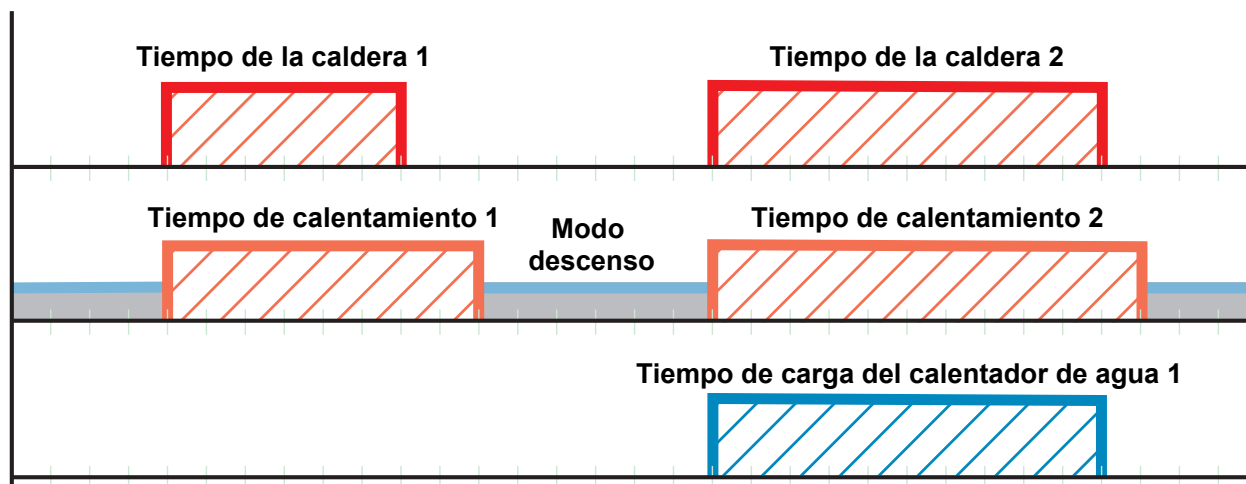 Tiempo de la caldera 1
Tiempo de la caldera 2
Tiempo de calentamiento 1
Modo
descenso
Tiempo de calentamiento 2
Tiempo de carga del calentador de agua 1